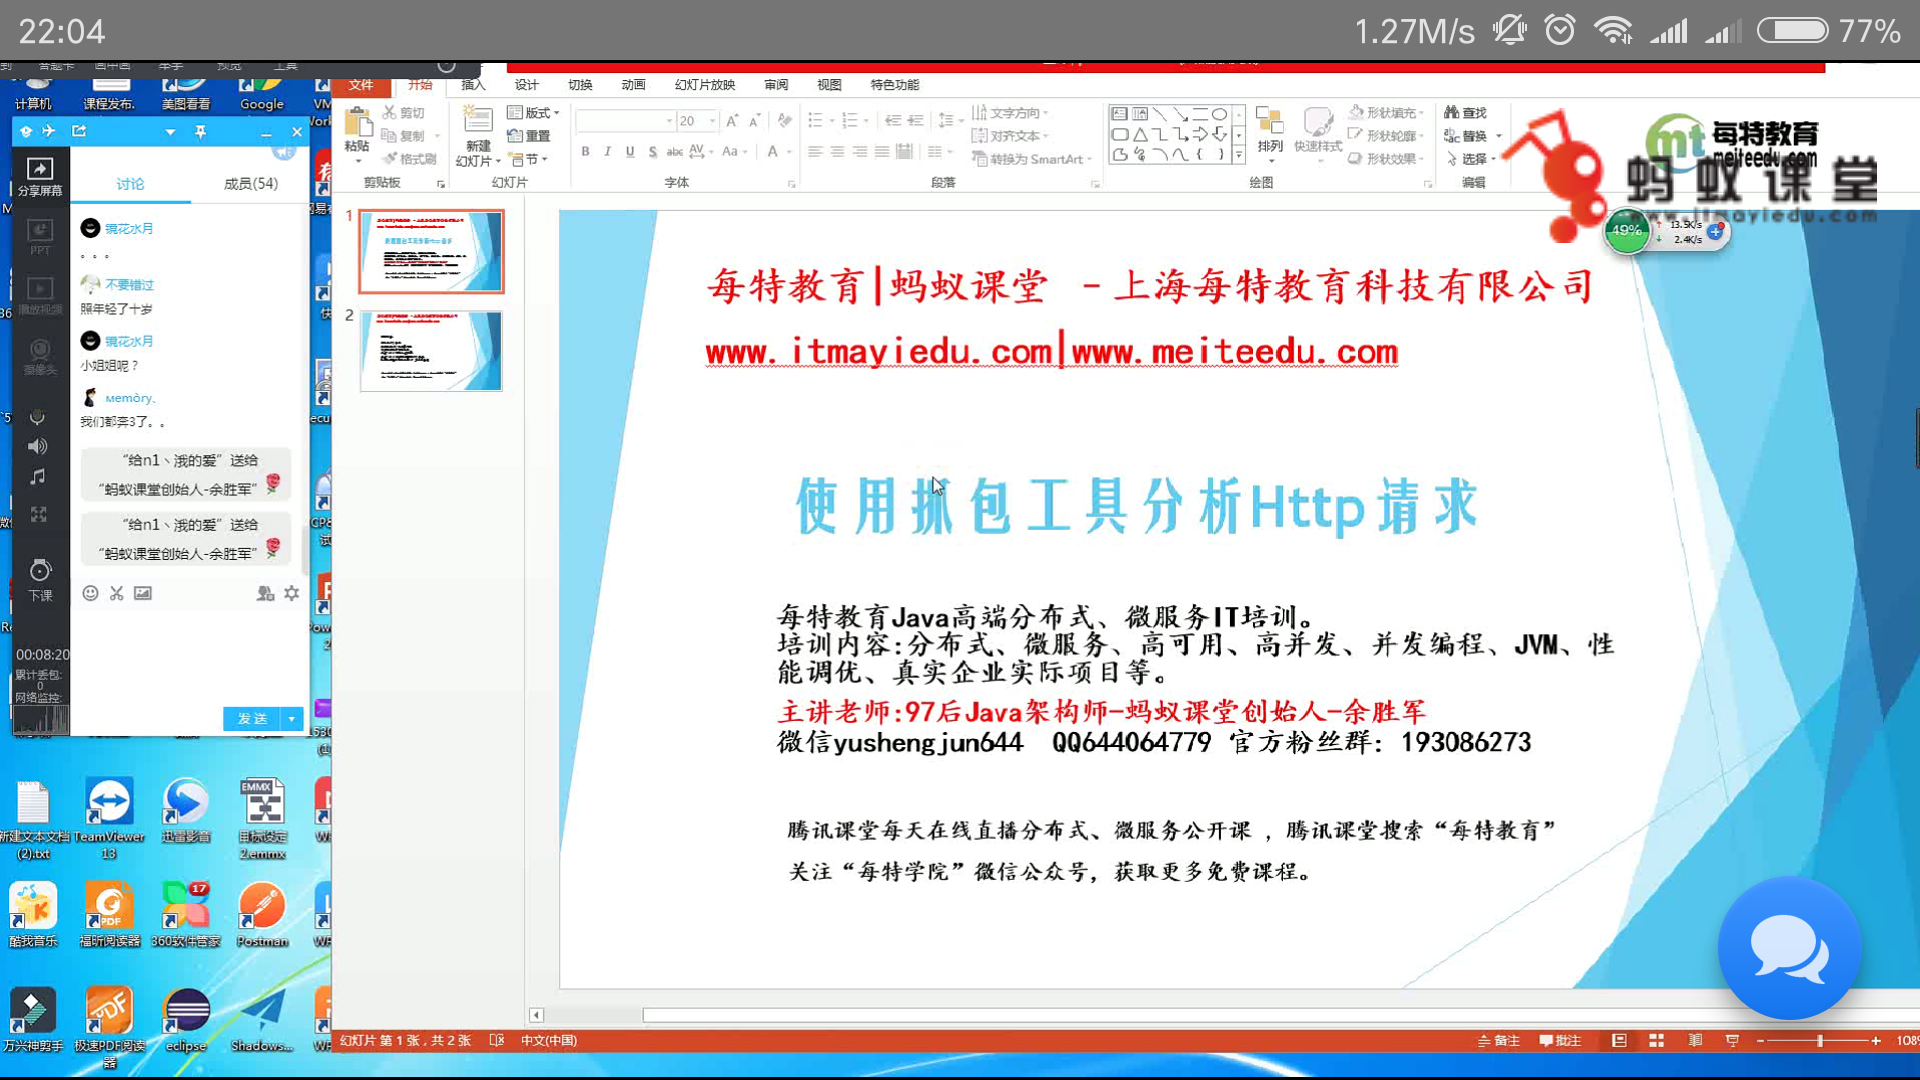 22:04
1.27M/s
77%
计算机
课程发布.
美图看看
Google
讨论
成员(54)
分享屏幕
PPT
播放视频
摄像头
下课
00:08:20
累计丢包:
0
网络监控:
镜花水月
。。。
不要错过
照年轻了十岁
镜花水月
小姐姐呢？
мemòry、
我们都奔3了。。
“给n1丶涐的爱”送给
“蚂蚁课堂创始人-余胜军”
“给n1丶涐的爱”送给
“蚂蚁课堂创始人-余胜军”
发送
新建文本文档
(2).txt
TeamViewer
13
迅雷影音
EMMX
目标设定
2.emmx
酷我音乐
PDF
福昕阅读器
17
360软件管家
Postman
万兴神剪手
PDF
极速PDF阅读
器
eclipse
Shadows...
文件
开始
插入
设计
切换
动画
幻灯片放映
审阅
视图
特色功能
粘贴
剪切
复制
格式刷
剪贴板
新建
幻灯片
版式
重置
节
幻灯片
20
B I U S abc AV Aa A
字体
文字方向
对齐文本
转换为 SmartArt
段落
排列
快速样式
形状填充
形状轮廓
形状效果
绘图
查找
替换
选择
编辑
mt
每特教育
meiteedu.com
蚂蚁课堂
www.itmayiedu.com
49%
13.5K/s
2.4K/s
1
2
每特教育|蚂蚁课堂 -上海每特教育科技有限公司
www.itmayiedu.com|www.meiteedu.com
使用抓包工具分析Http请求
每特教育Java高端分布式、微服务IT培训。
培训内容:分布式、微服务、高可用、高并发、并发编程、JVM、性
能调优、真实企业实际项目等。
主讲老师:97后Java架构师-蚂蚁课堂创始人-余胜军
微信yushengjun644 QQ644064779 官方粉丝群：193086273
腾讯课堂每天在线直播分布式、微服务公开课 ，腾讯课堂搜索“每特教育”
关注“每特学院”微信公众号，获取更多免费课程。
幻灯片 第 1 张，共 2 张
中文(中国)
备注
批注
108%